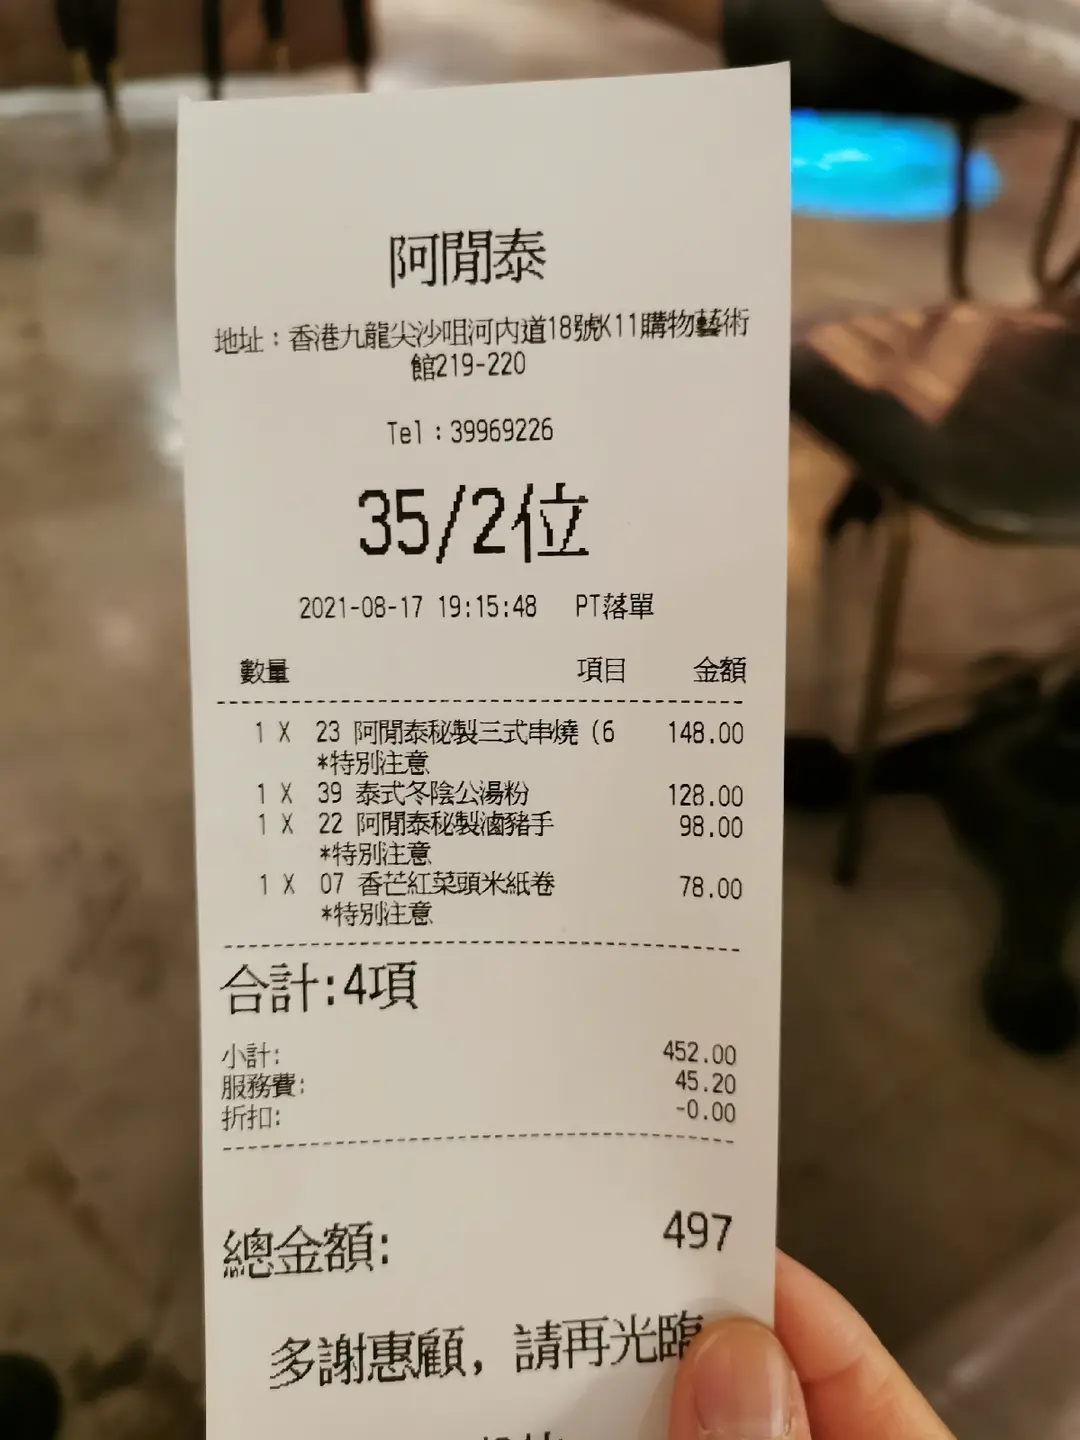 阿閒泰
地址：香港九龍尖沙咀河內道18號K11購物藝術
館219-220
Tel：39969226
35/2位
2021-08-17 19:15:48 PT落單
數量 項目 金額
1 X 23 阿閒泰秘製三式串燒 (6 148.00
*特別注意
1 X 39 泰式冬陰公湯粉 128.00
1 X 22 阿閒泰秘製滷豬手 98.00
*特別注意
1 X 07 香芒紅菜頭米紙卷 78.00
*特別注意
合計:4項
小計: 452.00
服務費: 45.20
折扣: -0.00
總金額: 497
多謝惠顧, 請再光臨